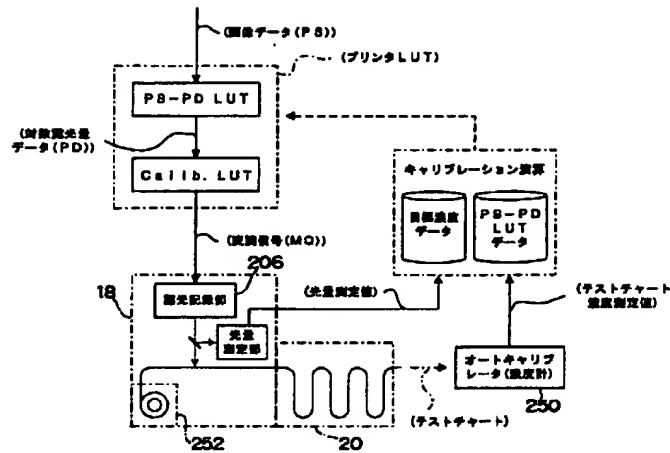 (画像データ(PS))
(プリンタLUT)
PS-PD LUT
(対数露光量
データ(PD))
Calib. LUT
キャリブレーション演算
目標濃度
データ
PS-PD
LUT
データ
(変調信号(MO))
206
18
露光記録部
(光量測定値)
(テストチャート
濃度測定値)
光量
測定部
オートキャリブ
レータ(濃度計)
250
(テストチャート)
252
20